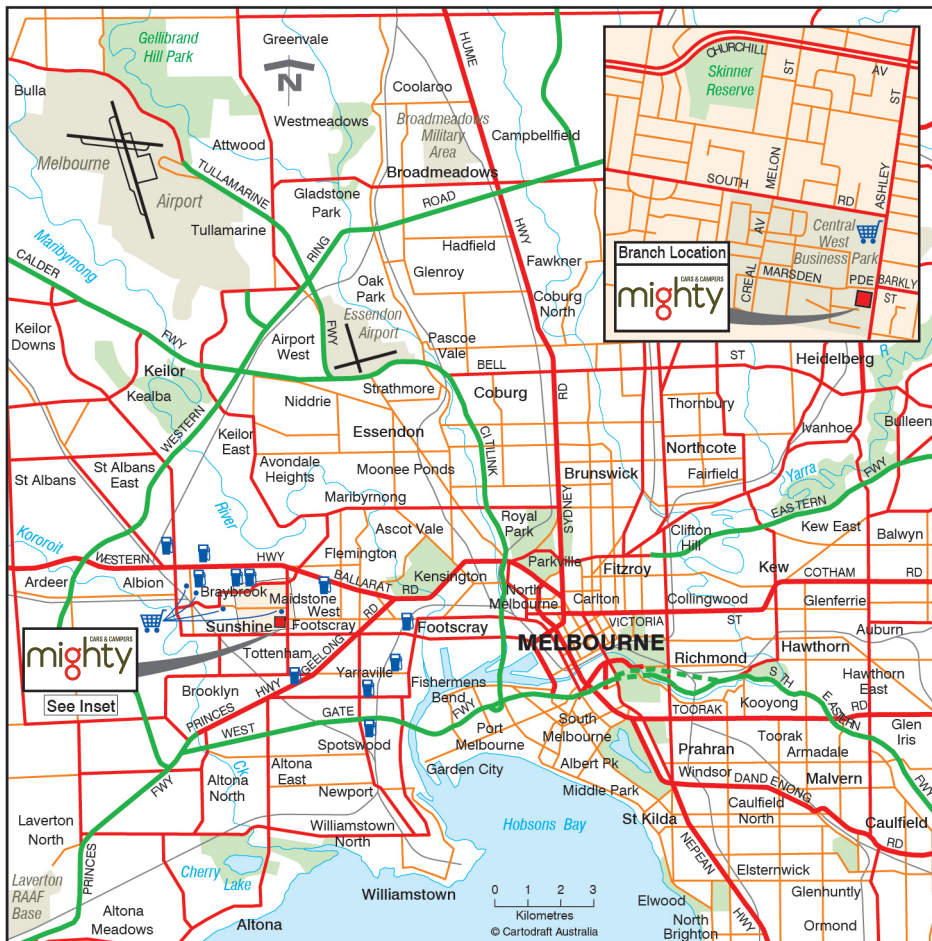 Gellibrand
Hill Park
Greenvale
N
HUME
Bulla
Coolaroo
Westmeadows
Broadmeadows
Military
Area
Campbellfield
Attwood
Melbourne
Airport
TULLAMARINE
Broadmeadows
Gladstone
Park
ROAD
Tullamarine
RING
HWY
Maribyrnong
Hadfield
CALDER
Glenroy
Fawkner
Oak
Park
Essendon
Airport
Coburg
North
FWY
Keilor
Downs
FWY
Airport
West
Pascoe
Vale
BELL
ST
Heidelberg
R
Keilor
Strathmore
Coburg
RD
Kealba
Niddrie
Thornbury
WESTERN
Keilor
East
Essendon
CITILINK
Ivanhoe
Bulleen
Northcote
St Albans
St Albans
East
Avondale
Heights
Moonee Ponds
Brunswick
Fairfield
Yarra
FWY
Maribyrnong
River
EASTERN
Royal
Park
SYDNEY
Ascot Vale
Clifton
Hill
Kew East
Kororoit
Balwyn
WESTERN
HWY
Flemington
Parkville
Fitzroy
Kew
Ardeer
Albion
BALLARAT
RD
Kensington
COTHAM
RD
Braybrook
Maidstone
North
Melbourne
Carlton
Collingwood
Glenferrie
West
Footscray
RD
VICTORIA
ST
Sunshine
Footscray
Auburn
MELBOURNE
Hawthorn
CARS & CAMPERS
mighty
See Inset
Tottenham
GEELONG
Richmond
Yarraville
Fishermens
Bend
STH
EASTERN
Hawthorn
East
Brooklyn
HWY
PRINCES
Kooyong
RD
WEST
GATE
FWY
TOORAK
Port
Melbourne
South
Melbourne
Glen
Iris
Spotswood
Toorak
Prahran
Armadale
FWY
Ck
Altona
East
Garden City
Albert Pk
Windsor
Malvern
Altona
North
DANDENONG
Newport
Middle Park
FWY
Caulfield
North
Laverton
North
Williamstown
North
Hobsons Bay
St Kilda
Caulfield
RD
PRINCES
NEPEAN
Cherry
Lake
Elsternwick
Laverton
RAAF
Base
Williamstown
0 1 2 3
Kilometres
Elwood
Glenhuntly
Altona
Meadows
Altona
© Cartodraft Australia
North
Brighton
HWY
Ormond
CHURCHILL
AV
Skinner
Reserve
ST
ST
MELON
ASHLEY
SOUTH
RD
AV
Central
West
Business Park
Branch Location
CARS & CAMPERS
mighty
CREAL
MARSDEN
PDE
BARKLY
ST